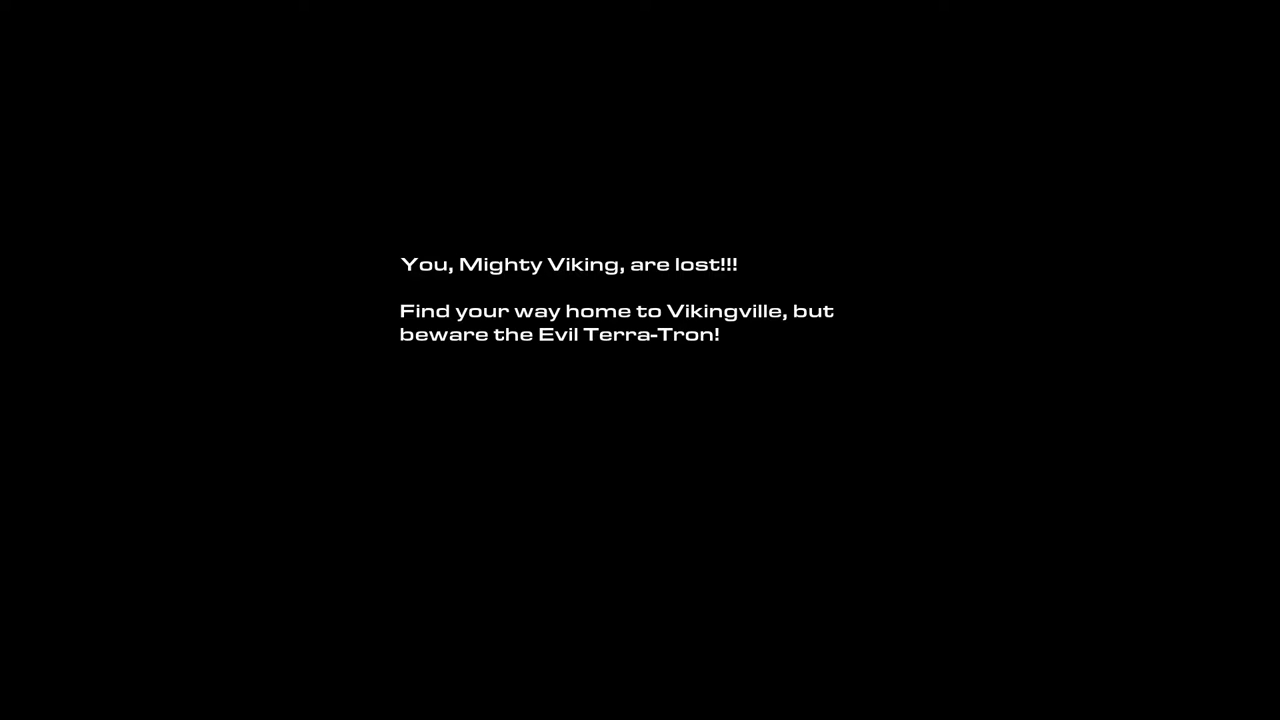 You, Mighty Viking, are lost!!!
Find your way home to Vikingville, but
beware the Evil Terra-Tron!